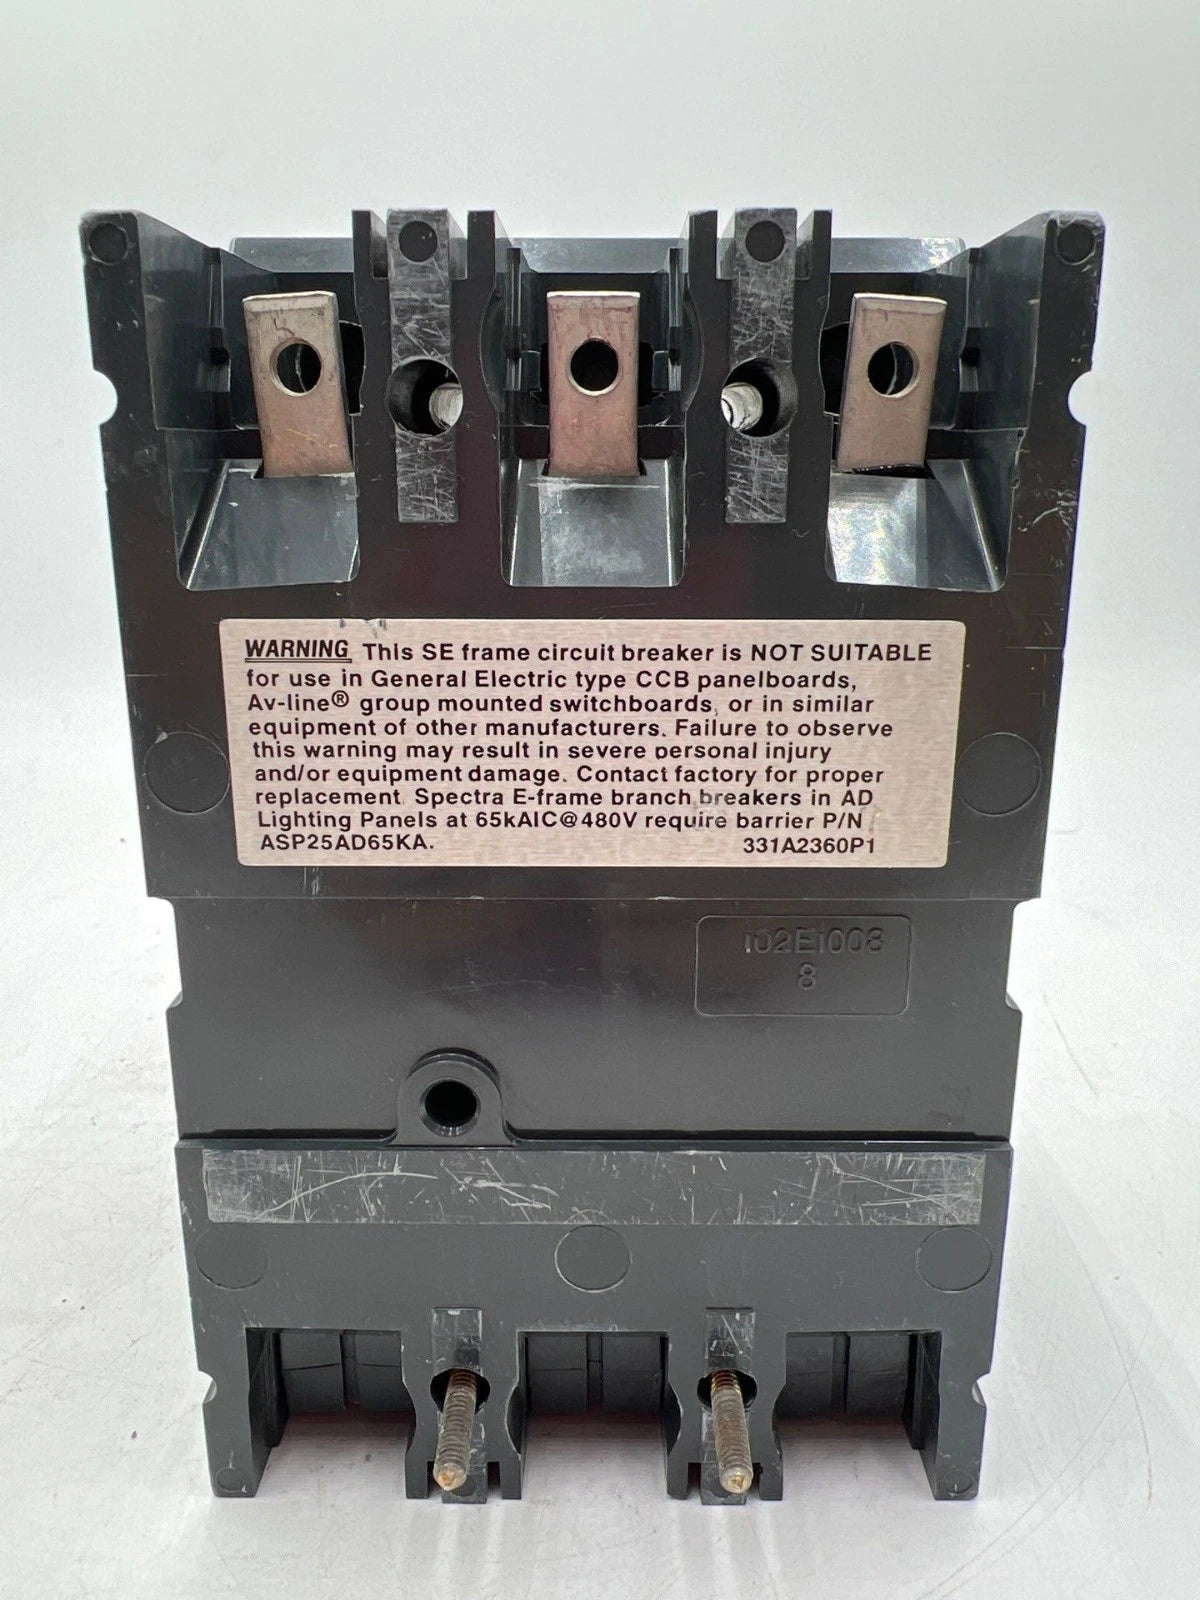 WARNING This SE frame circuit breaker is NOT SUITABLE
for use in General Electric type CCB panelboards,
Av-line® group mounted switchboards, or in similar
equipment of other manufacturers. Failure to observe
this warning may result in severe personal injury
and/or equipment damage. Contact factory for proper
replacement. Spectra E-frame branch breakers in AD
Lighting Panels at 65kAIC@480V require barrier P/N
ASP25AD65KA. 331A2360P1
102E1008
8